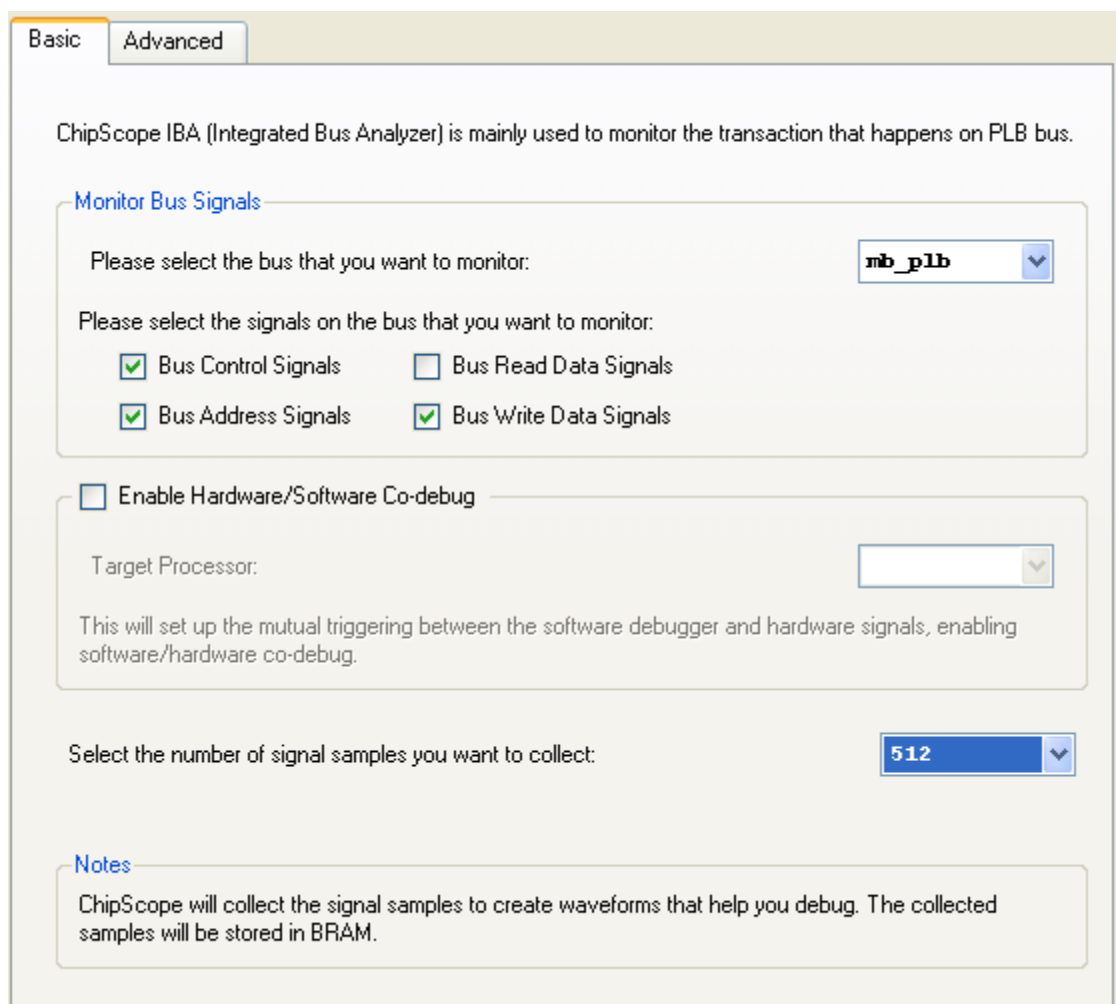 Basic Advanced
ChipScope IBA (Integrated Bus Analyzer) is mainly used to monitor the transaction that happens on PLB bus.
Monitor Bus Signals
Please select the bus that you want to monitor: mb_plb
Please select the signals on the bus that you want to monitor:
Bus Control Signals Bus Read Data Signals
Bus Address Signals Bus Write Data Signals
Enable Hardware/Software Co-debug
Target Processor:
This will set up the mutual triggering between the software debugger and hardware signals, enabling
software/hardware co-debug.
Select the number of signal samples you want to collect: 512
Notes
ChipScope will collect the signal samples to create waveforms that help you debug. The collected
samples will be stored in BRAM.